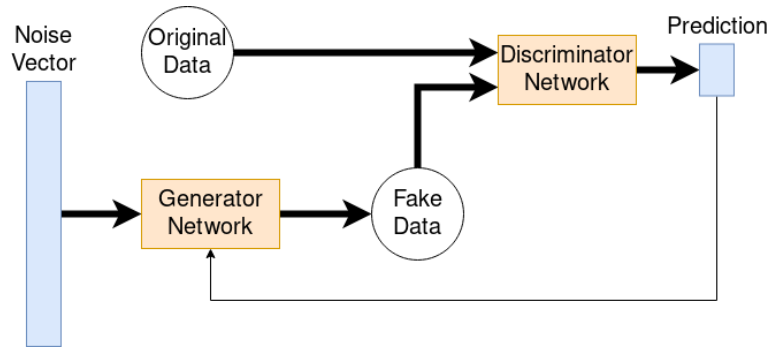 Noise
Vector
Original
Data
Discriminator
Network
Prediction
Generator
Network
Fake
Data